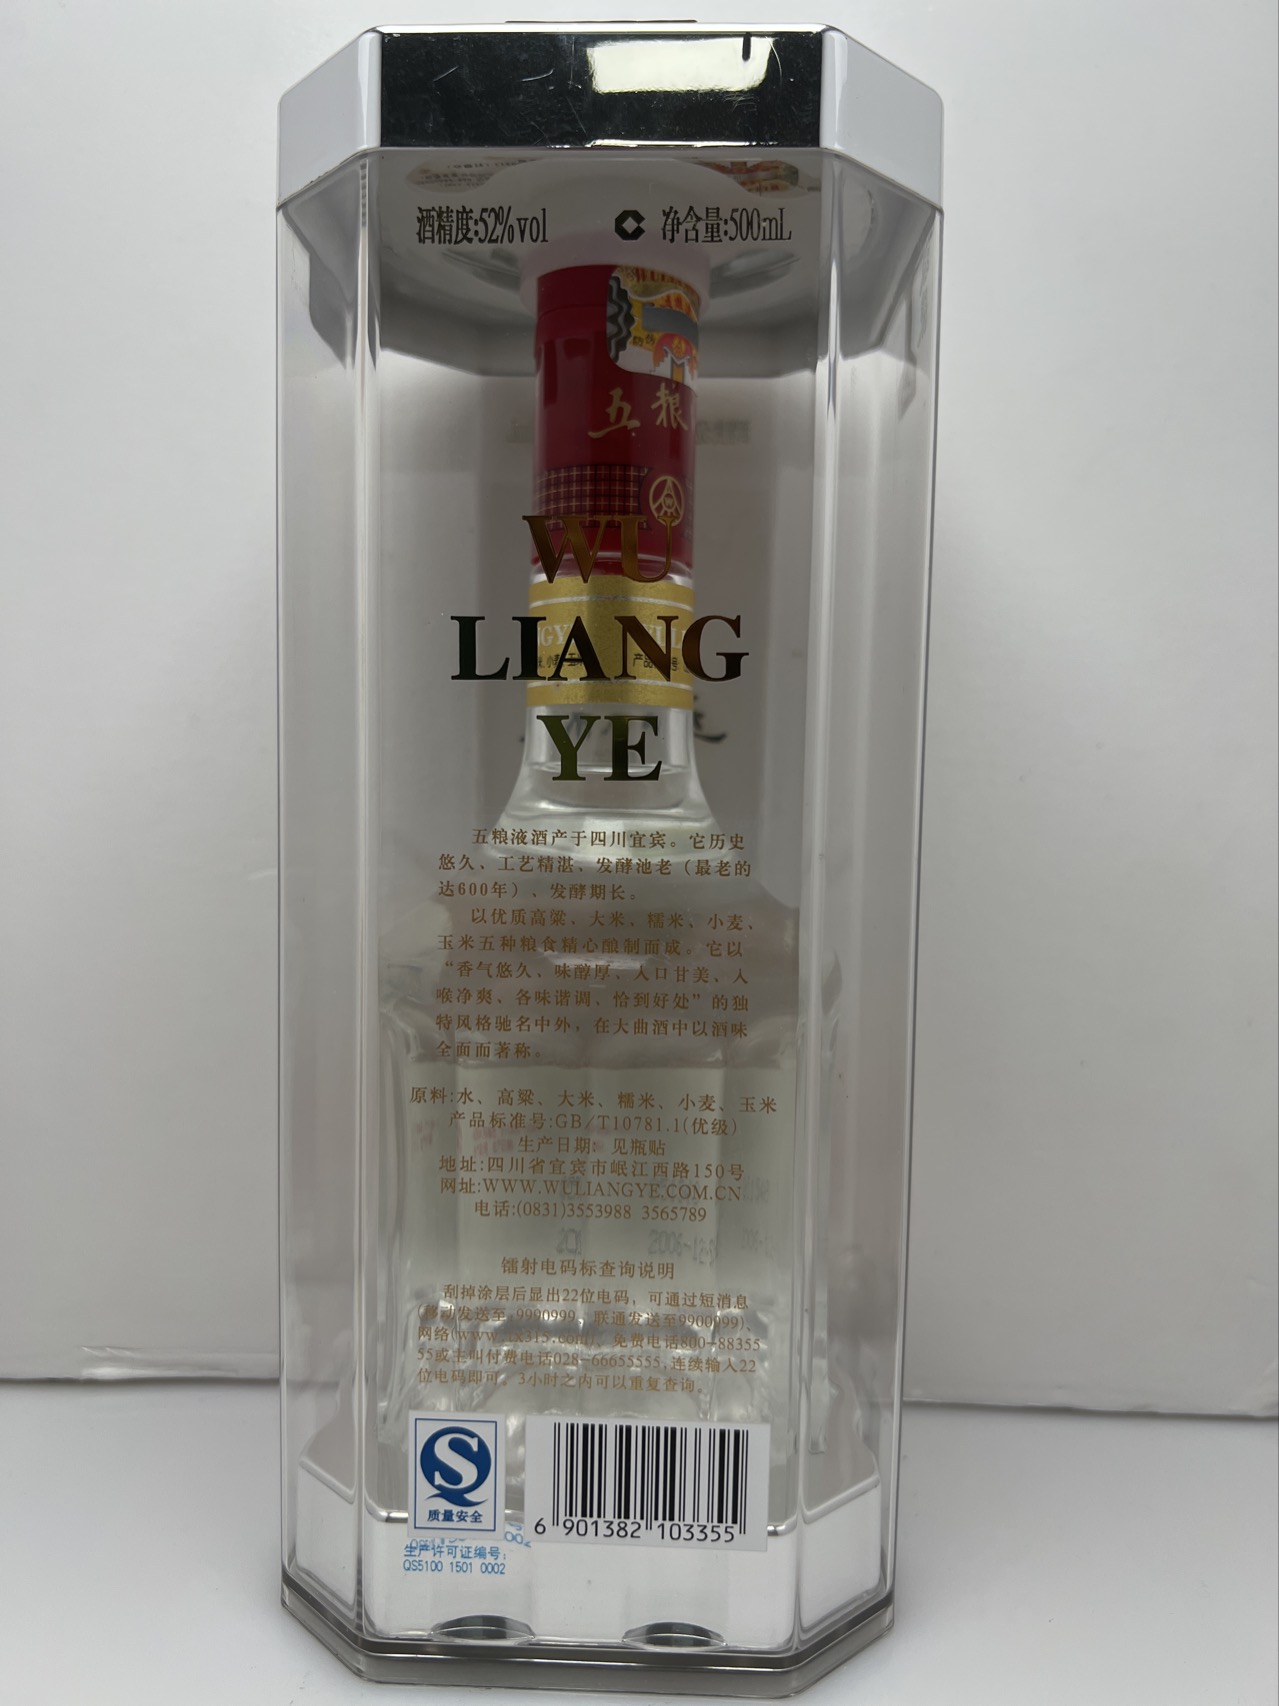 酒精度:52%vol 净含量:500mL
五粮
WU
LIANG
YE
五粮液酒产于四川宜宾。它历史
悠久、工艺精湛、发酵池老（最老的
达600年）、发酵期长。
以优质高粱、大米、糯米、小麦、
玉米五种粮食精心酿制而成。它以
“香气悠久、味醇厚、入口甘美、入
喉净爽、各味谐调、恰到好处”的独
特风格驰名中外，在大曲酒中以酒味
全面而著称。
原料:水、高粱、大米、糯米、小麦、玉米
产品标准号:GB/T10781.1(优级)
生产日期: 见瓶贴
地址:四川省宜宾市岷江西路150号
网址:WWW.WULIANGYE.COM.CN
电话:(0831)3553988 3565789
镭射电码标查询说明
刮掉涂层后显出22位电码，可通过短消息
(移动发送至 9990999，联通发送至9900999)、
网络(www.tx315.com)、免费电话800-88355
55或主叫付费电话028-66655555,连续输入22
位电码即可。3小时之内可以重复查询。
质量安全
6 901382 103355
生产许可证编号:
QS5100 1501 0002